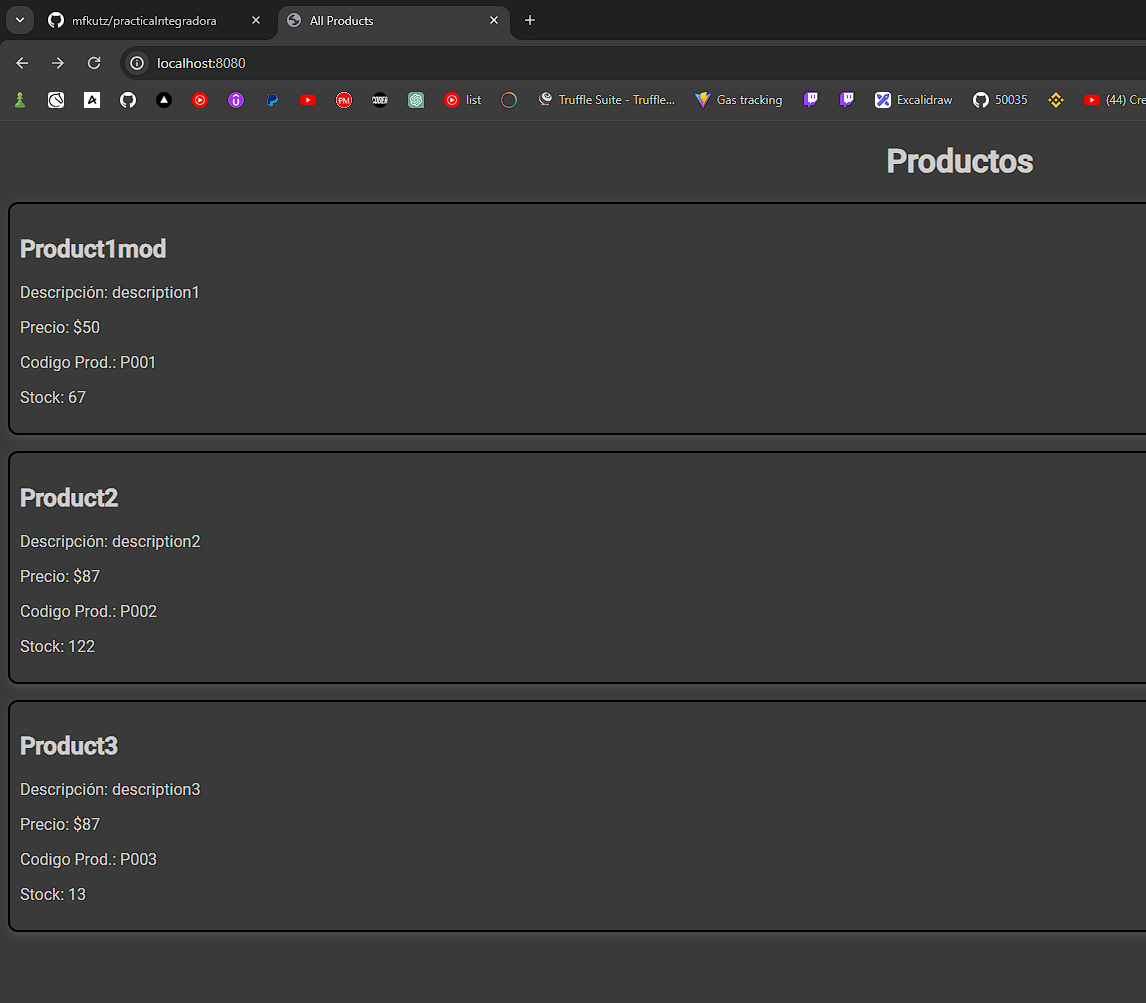 mfkutz/practicaIntegradora
All Products
localhost:8080
PM
CODER
list
Truffle Suite - Truffle...
Gas tracking
Excalidraw
50035
(44) Cre
Productos
Product1mod
Descripción: description1
Precio: $50
Codigo Prod.: P001
Stock: 67
Product2
Descripción: description2
Precio: $87
Codigo Prod.: P002
Stock: 122
Product3
Descripción: description3
Precio: $87
Codigo Prod.: P003
Stock: 13